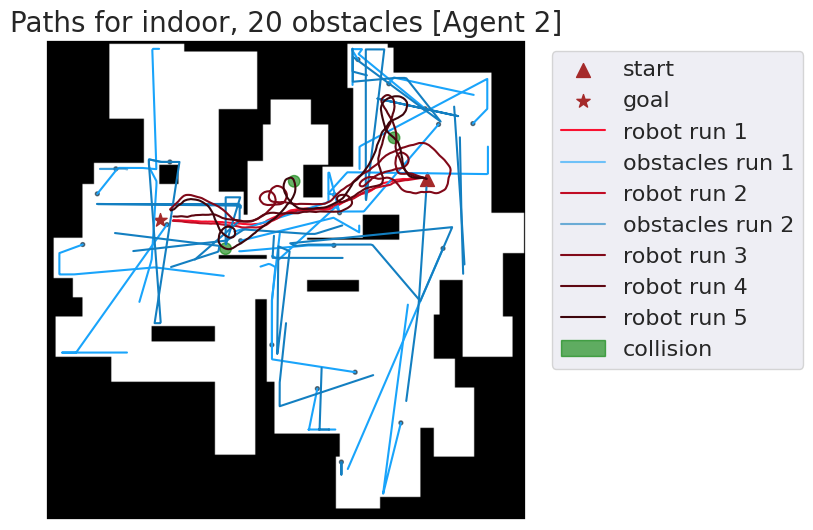 Paths for indoor, 20 obstacles [Agent 2]
start
goal
robot run 1
obstacles run 1
robot run 2
obstacles run 2
robot run 3
robot run 4
robot run 5
collision